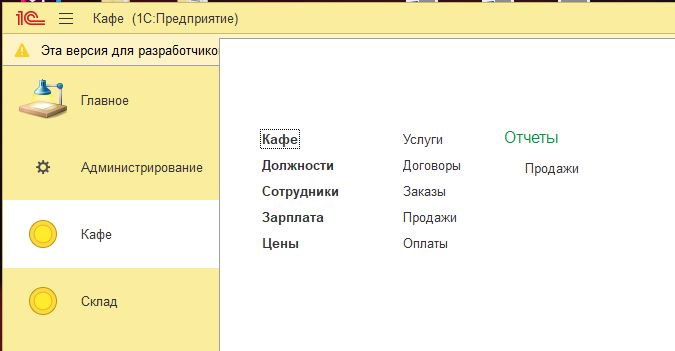 1С Кафе (1С:Предприятие)
Эта версия для разработчико
Главное
Администрирование
Кафе
Склад
Кафе
Должности
Сотрудники
Зарплата
Цены
Услуги
Договоры
Заказы
Продажи
Оплаты
Отчеты
Продажи